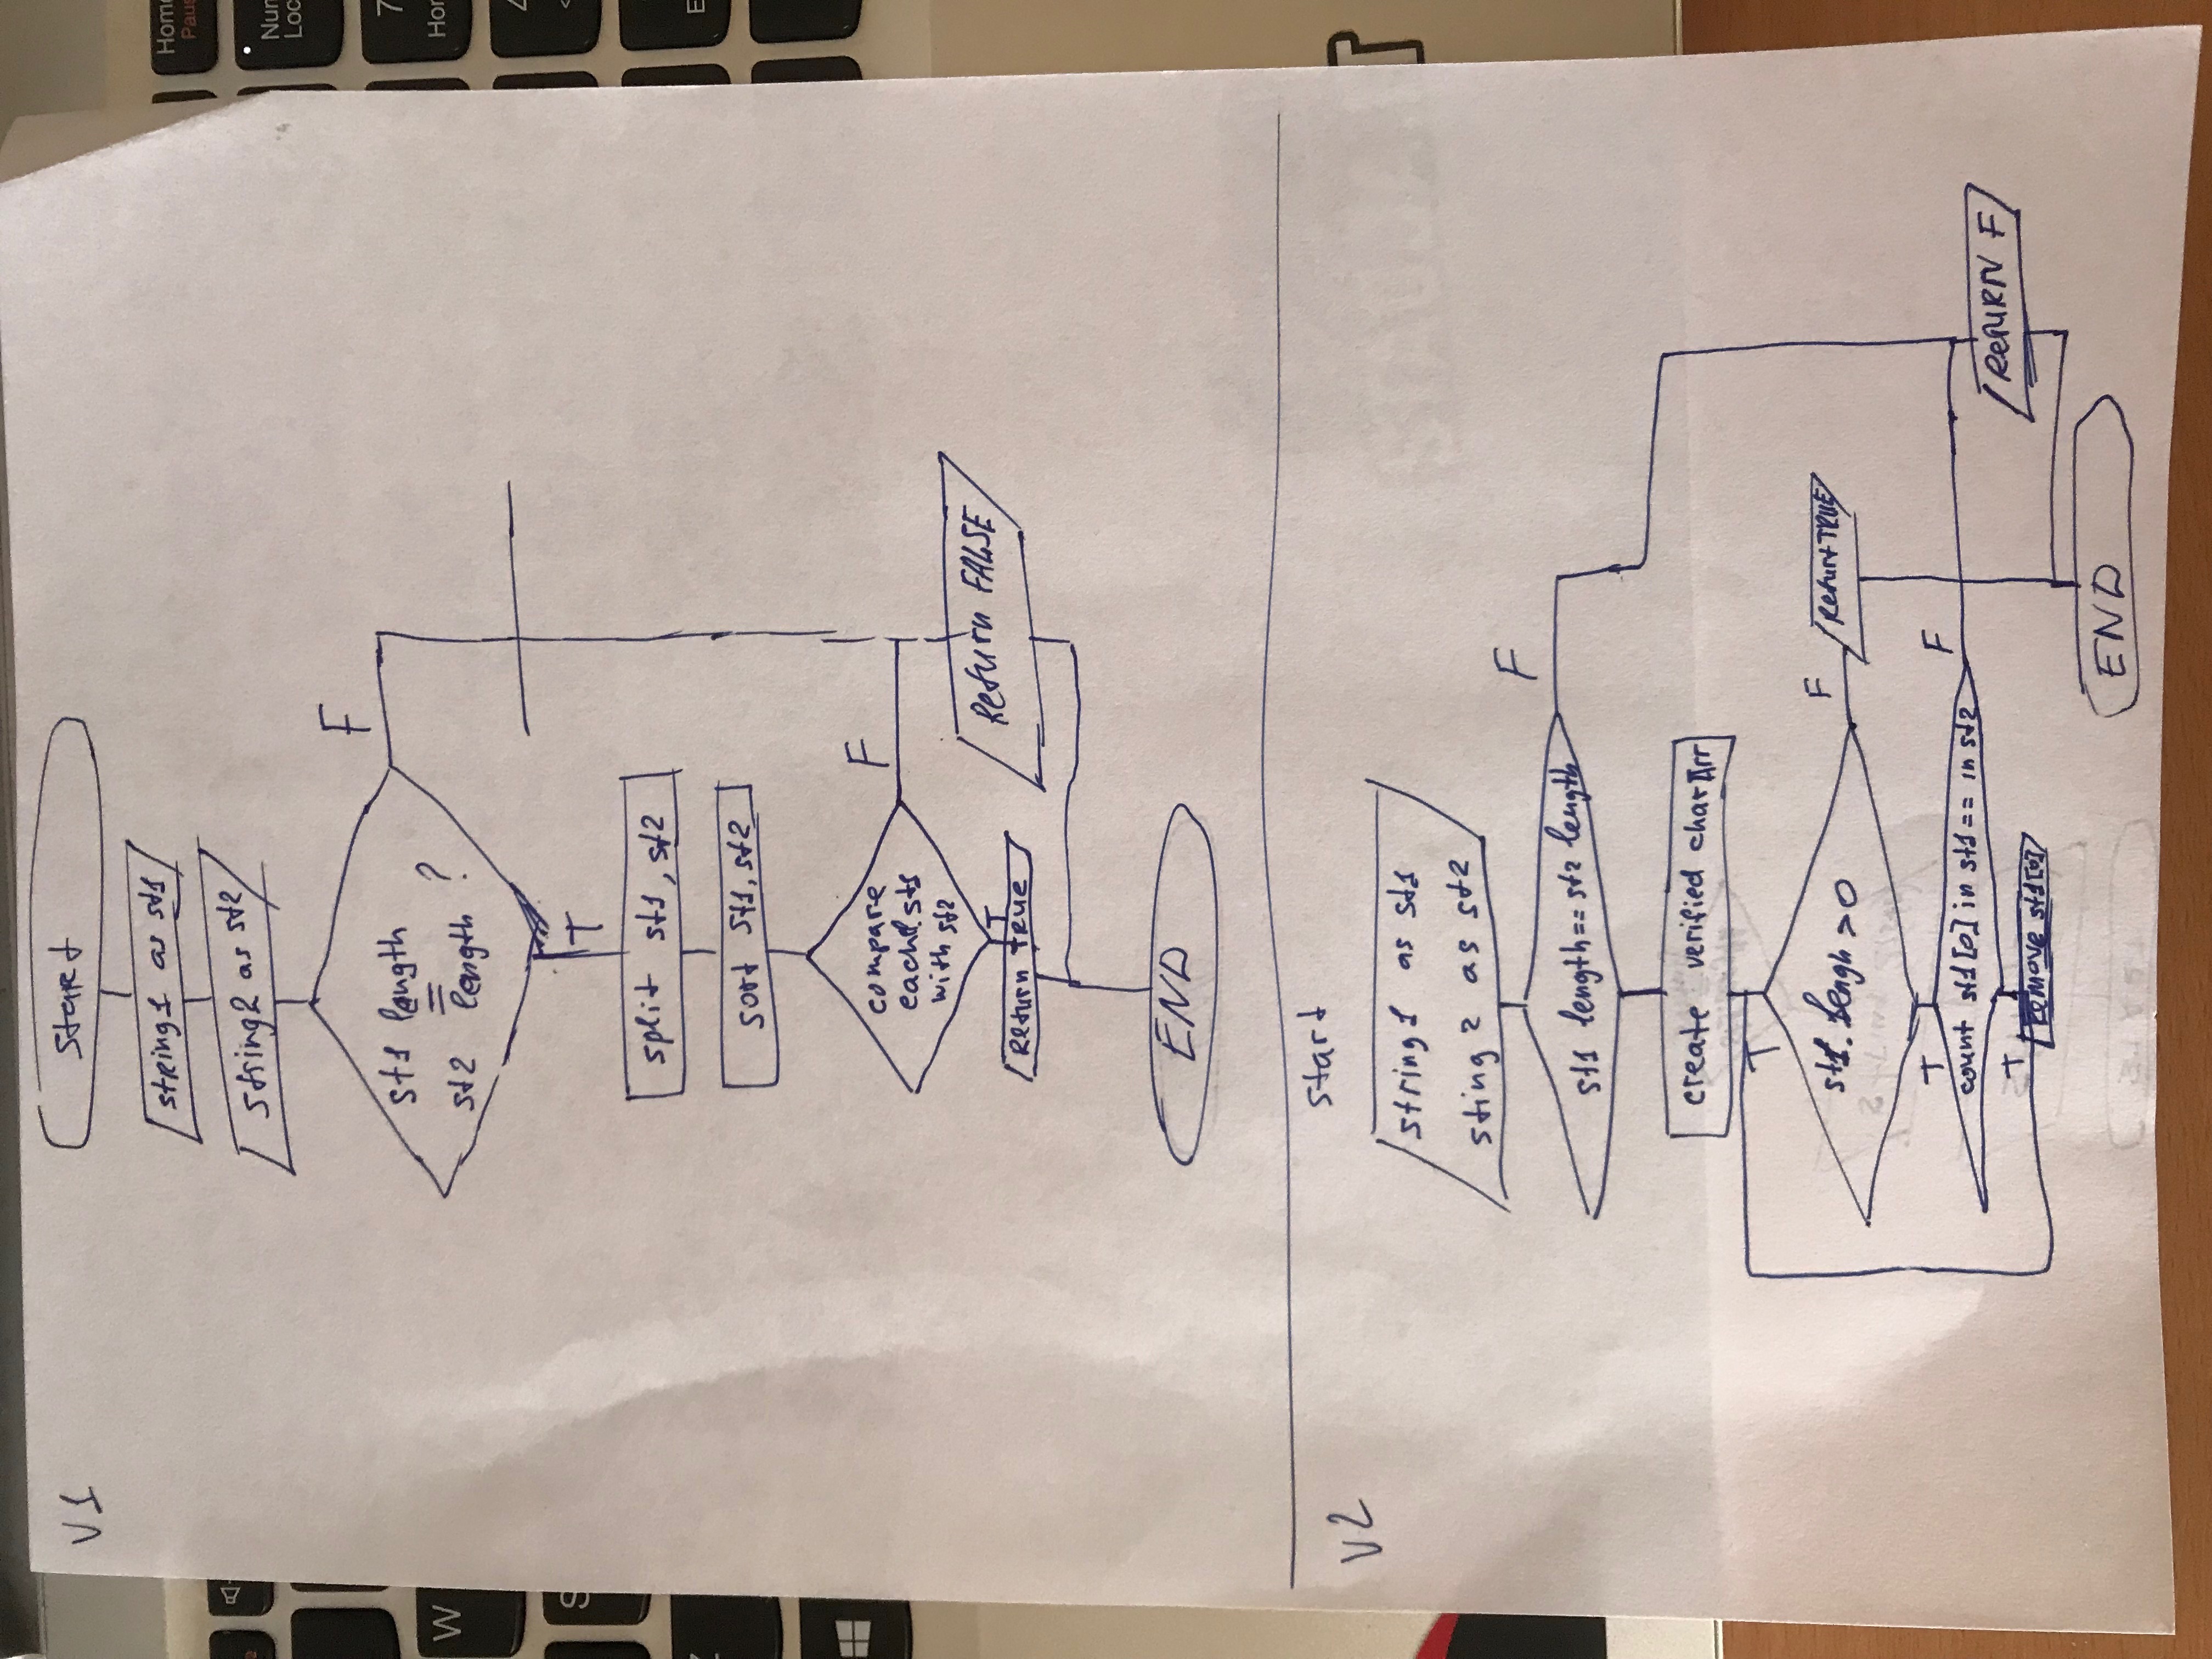 V1
Start
string1 as st1
string2 as st2
F
st1 length
=
st2 length ?
T
split st1, st2
sort st1, st2
compare
F
each st1
with st2
T
Return TRUE
Return FALSE
END
V2
start
string1 as st1
sting 2 as st2
F
st1 length == st2 length
create verified charArr
T
st1.lengh > 0
F
Return TRUE
T
count st1[0] in st1 == in st2
F
T
Remove st1[0]
RETURN F
END
W
S
Z
Home
Paus
Num
Loc
7
Hom
4
<
E
T